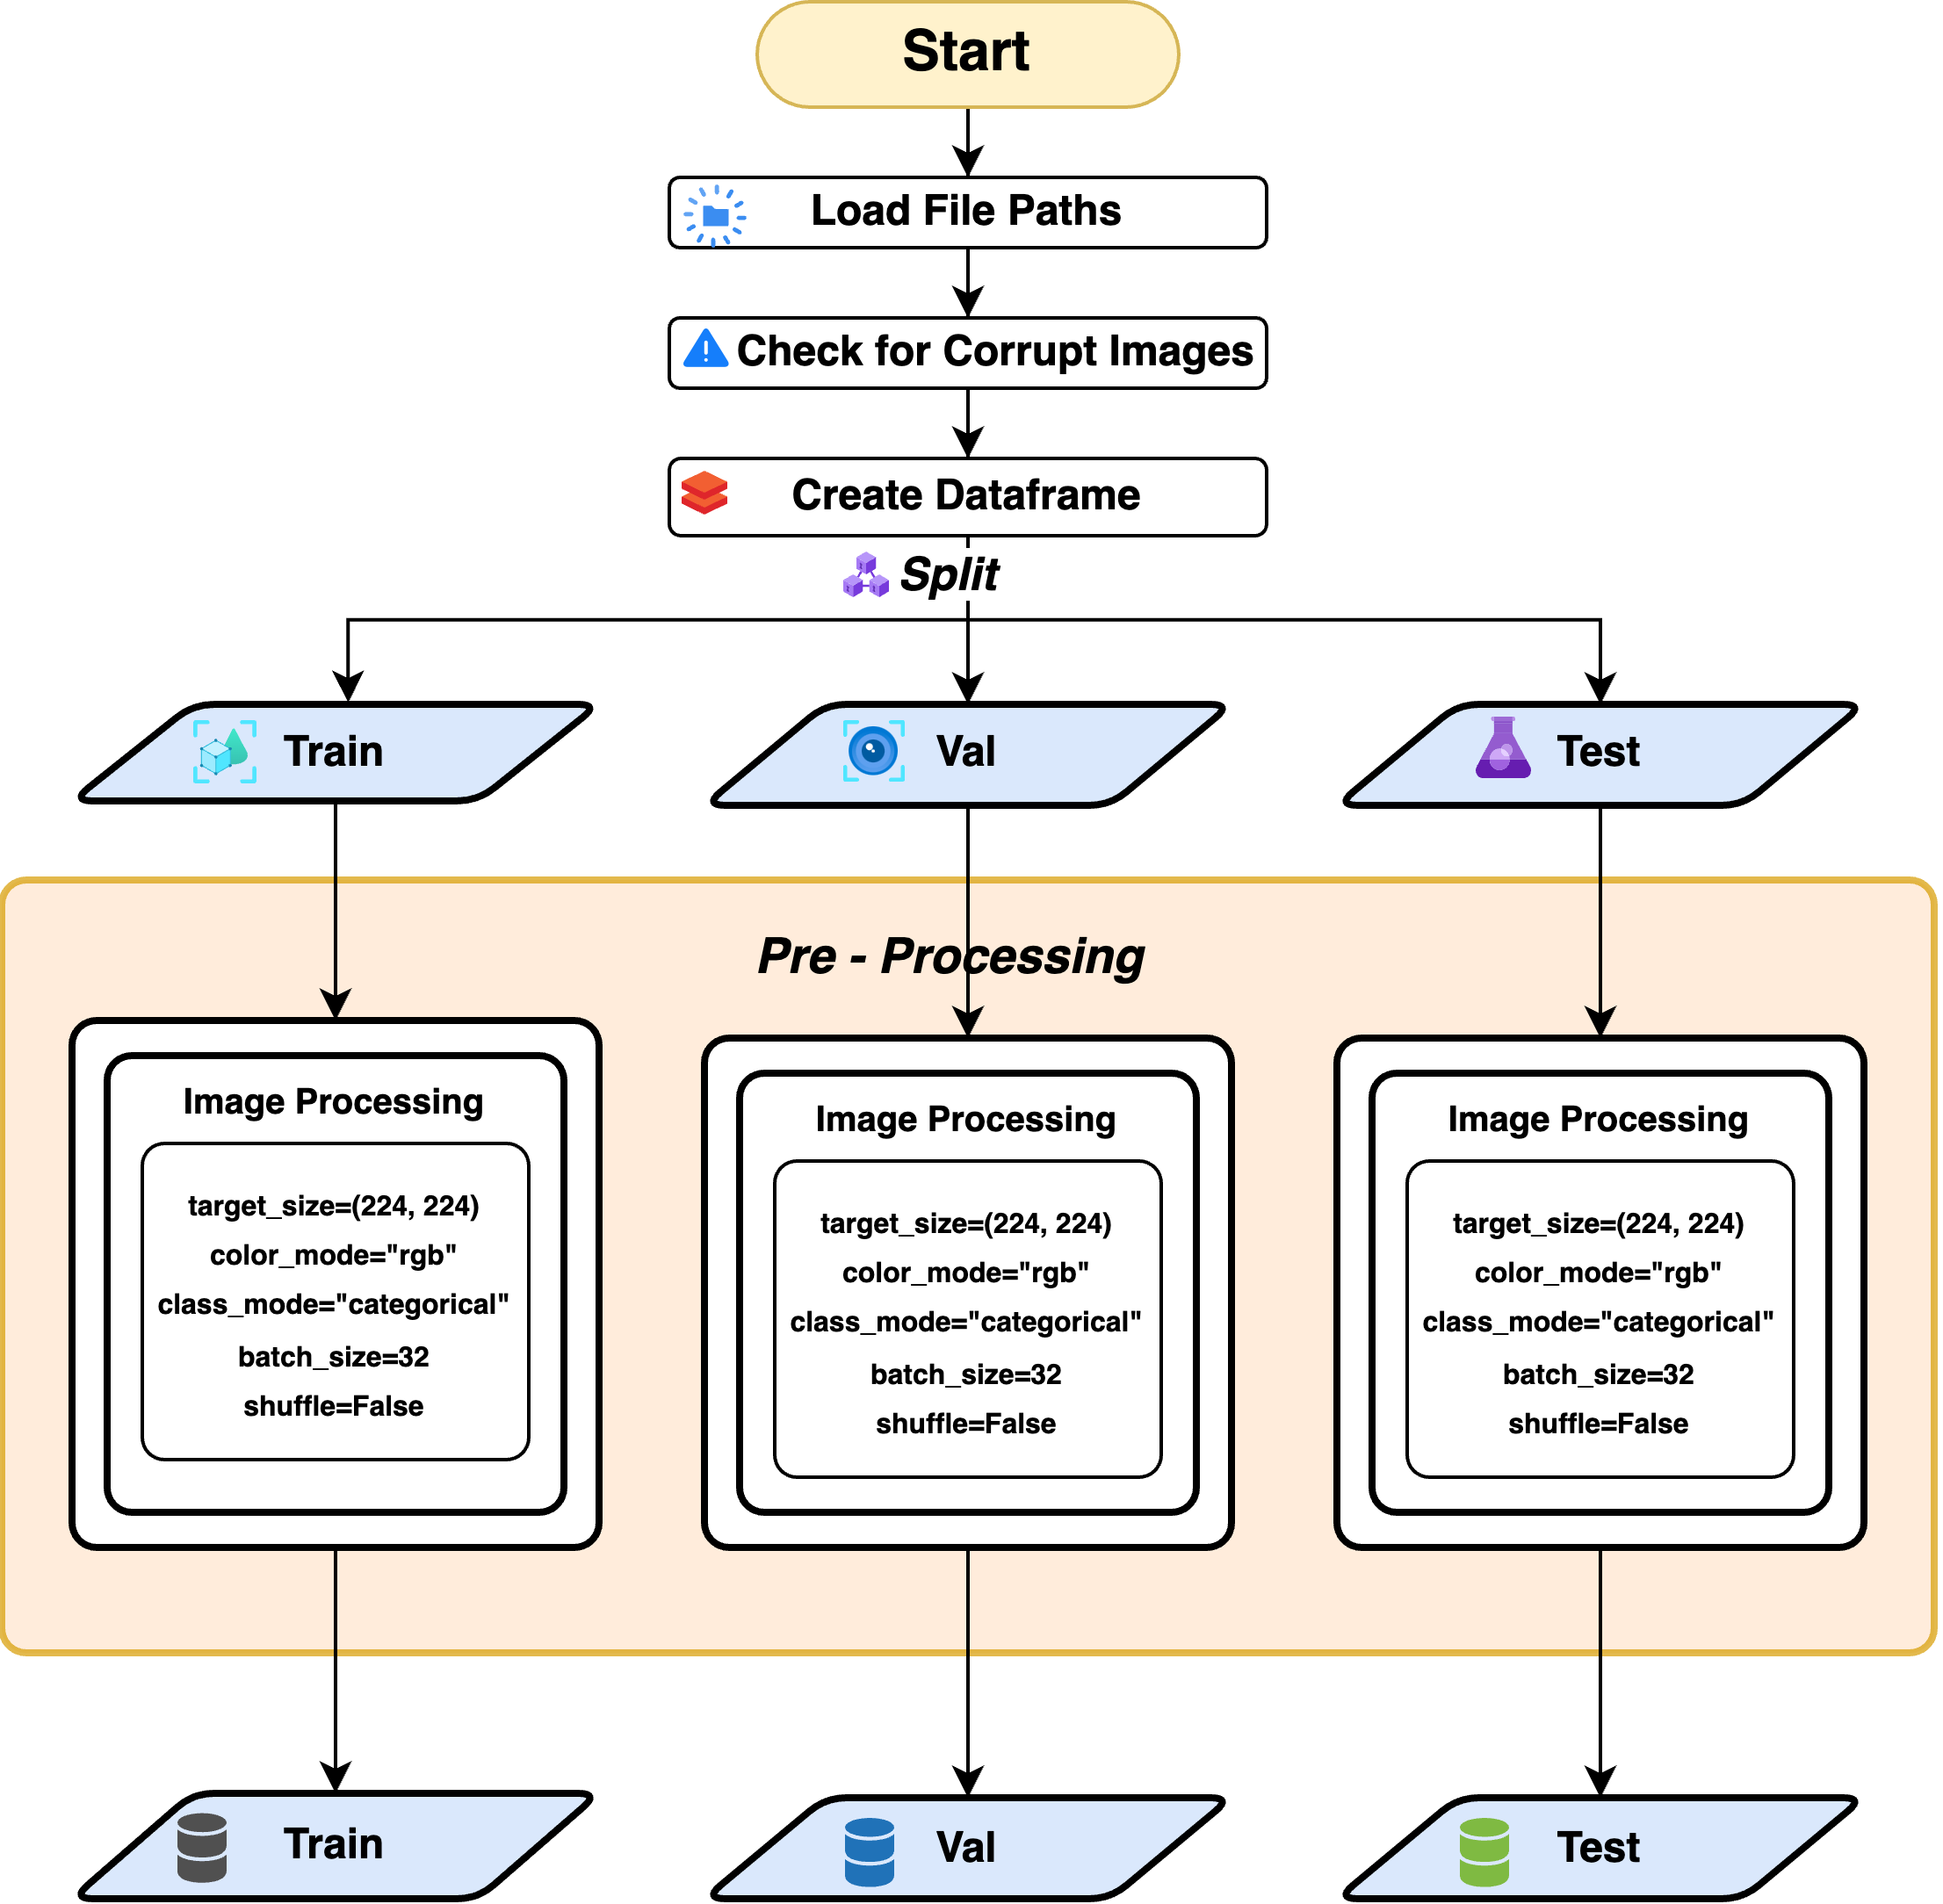 Start
Load File Paths
Check for Corrupt Images
Create Dataframe
Split
Train
Val
Test
Pre - Processing
Image Processing
target_size=(224, 224)
color_mode="rgb"
class_mode="categorical"
batch_size=32
shuffle=False
Image Processing
target_size=(224, 224)
color_mode="rgb"
class_mode="categorical"
batch_size=32
shuffle=False
Image Processing
target_size=(224, 224)
color_mode="rgb"
class_mode="categorical"
batch_size=32
shuffle=False
Train
Val
Test